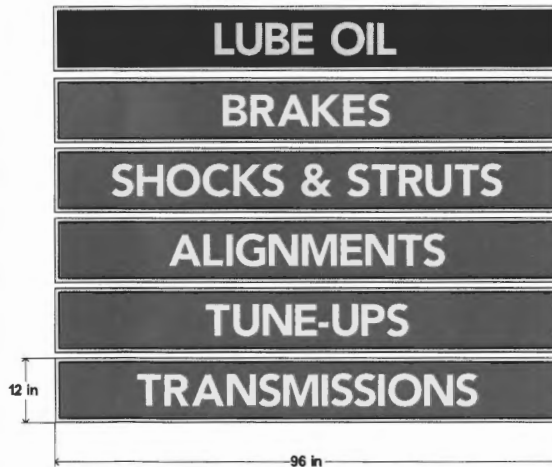 LUBE OIL
BRAKES
SHOCKS & STRUTS
ALIGNMENTS
TUNE-UPS
TRANSMISSIONS
12 in
96 in